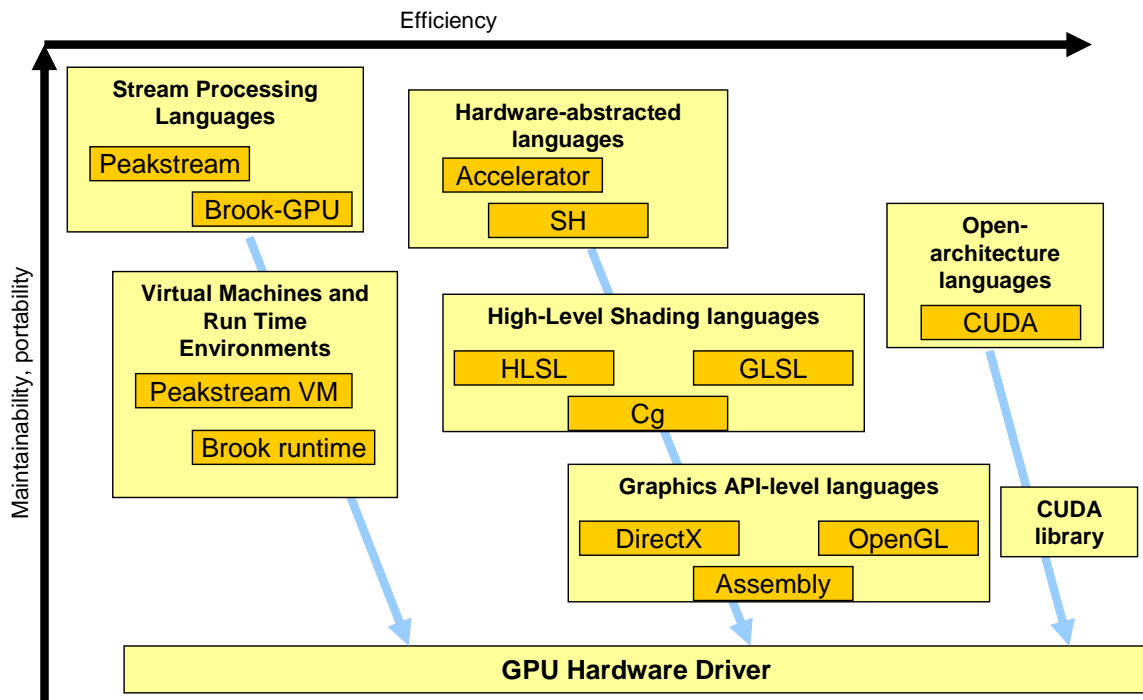 Efficiency
Maintainability, portability
Stream Processing
Languages
Peakstream
Brook-GPU
Hardware-abstracted
languages
Accelerator
SH
Open-
architecture
languages
CUDA
Virtual Machines and
Run Time
Environments
Peakstream VM
Brook runtime
High-Level Shading languages
HLSL
GLSL
Cg
Graphics API-level languages
DirectX
OpenGL
Assembly
CUDA
library
GPU Hardware Driver